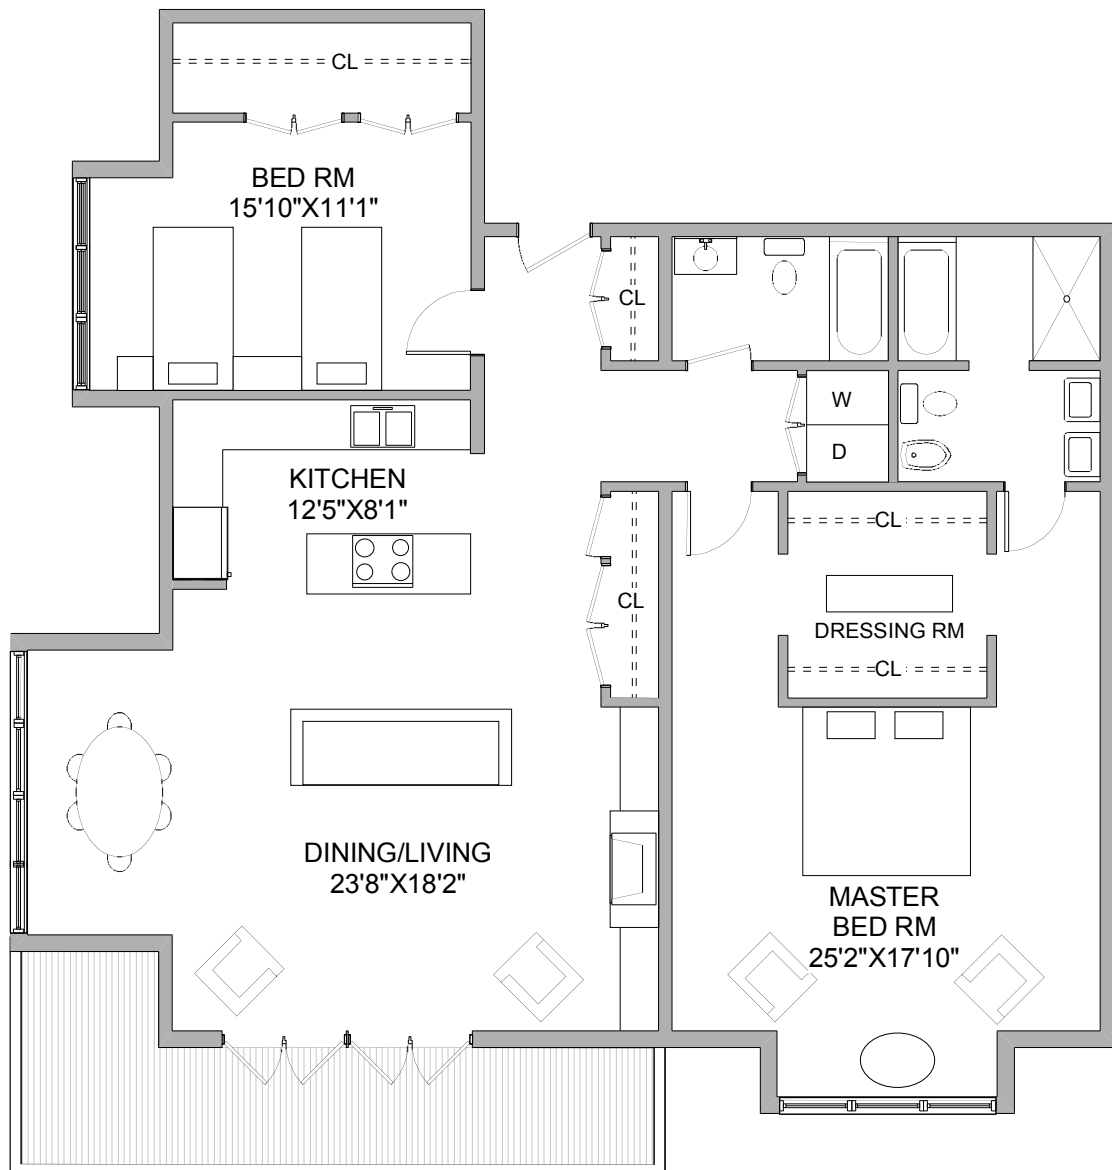 CL
BED RM
15'10"X11'1"
CL
W
D
KITCHEN
12'5"X8'1"
CL
CL
DRESSING RM
CL
DINING/LIVING
23'8"X18'2"
MASTER
BED RM
25'2"X17'10"